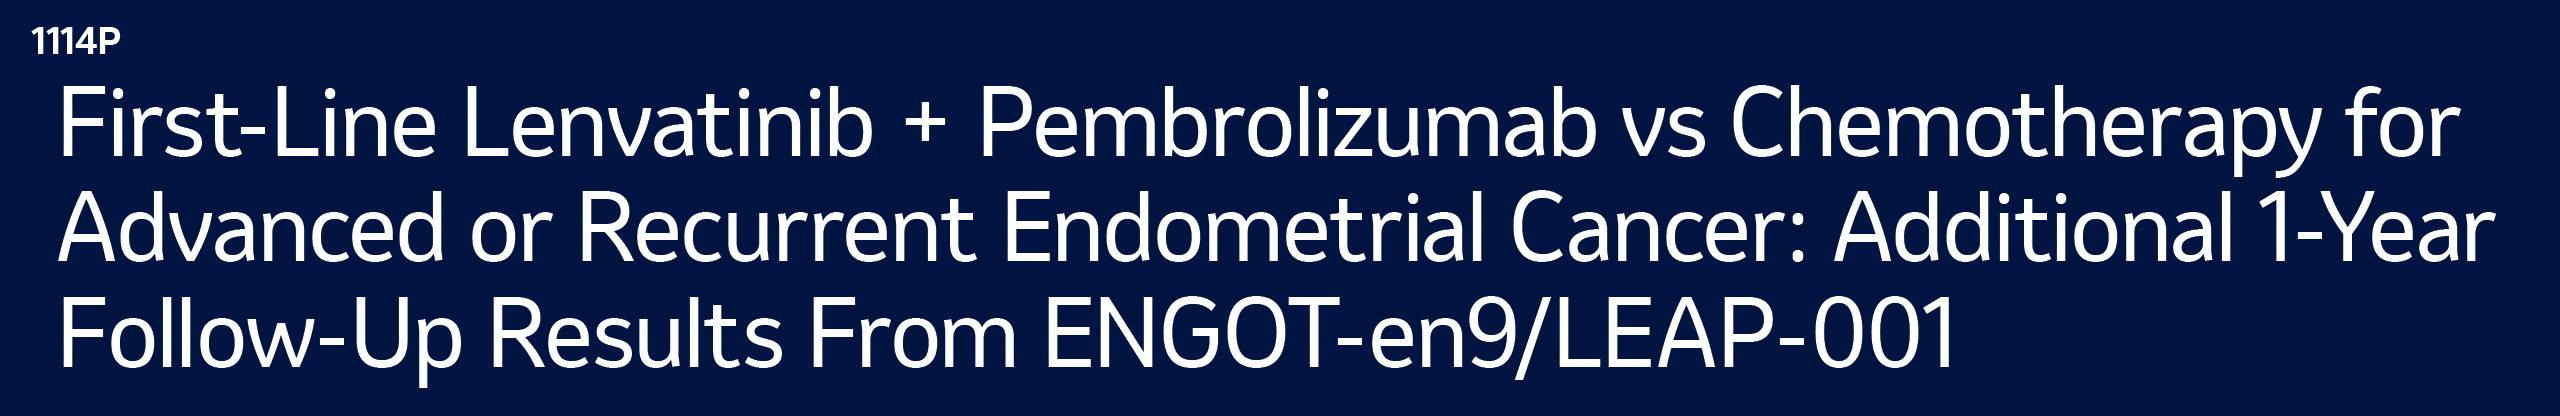 1114P
First-Line Lenvatinib + Pembrolizumab vs Chemotherapy for
Advanced or Recurrent Endometrial Cancer: Additional 1-Year
Follow-Up Results From ENGOT-en9/LEAP-001